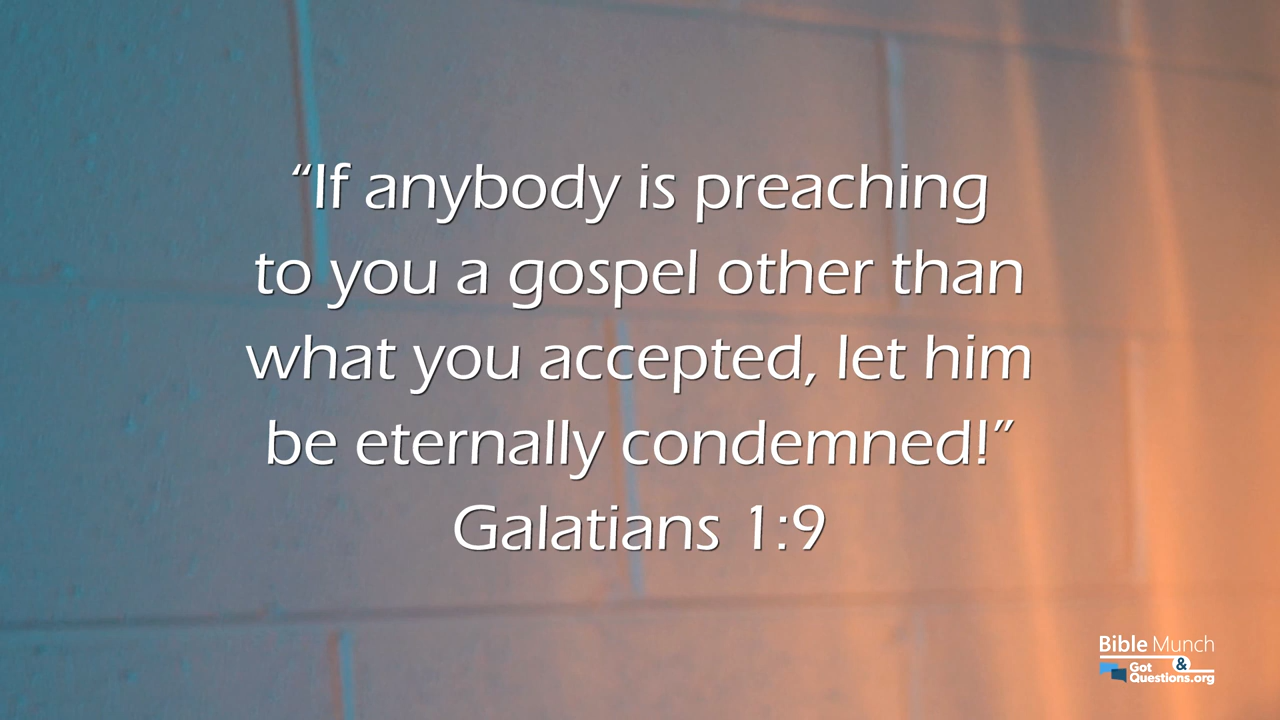 “If anybody is preaching
to you a gospel other than
what you accepted, let him
be eternally condemned!”
Galatians 1:9
Bible Munch
&
Got
Questions.org